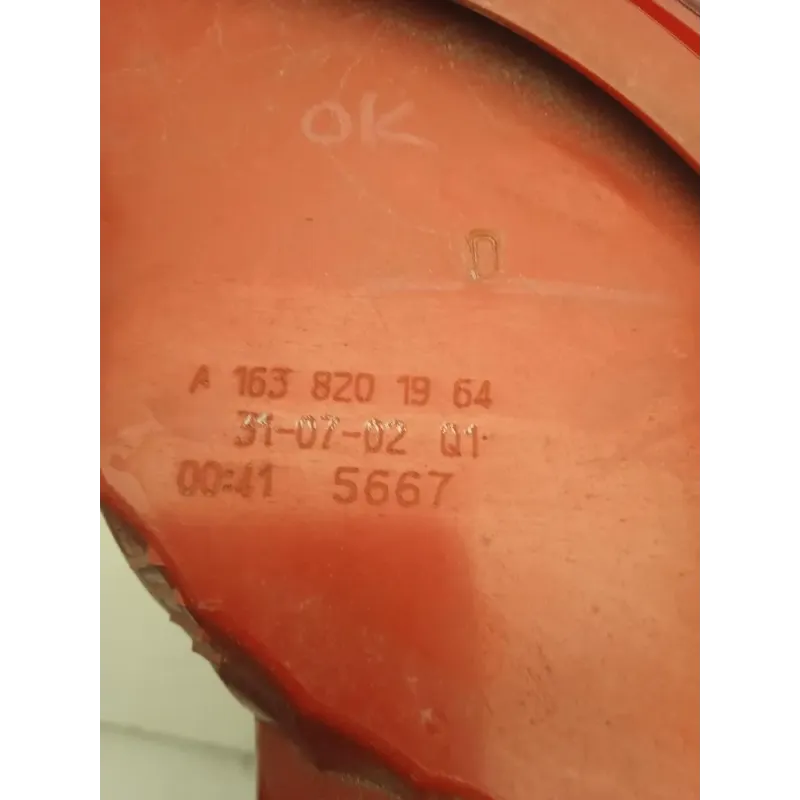 OK
D
A 163 820 19 64
31-07-02 Q1
00:41 5667